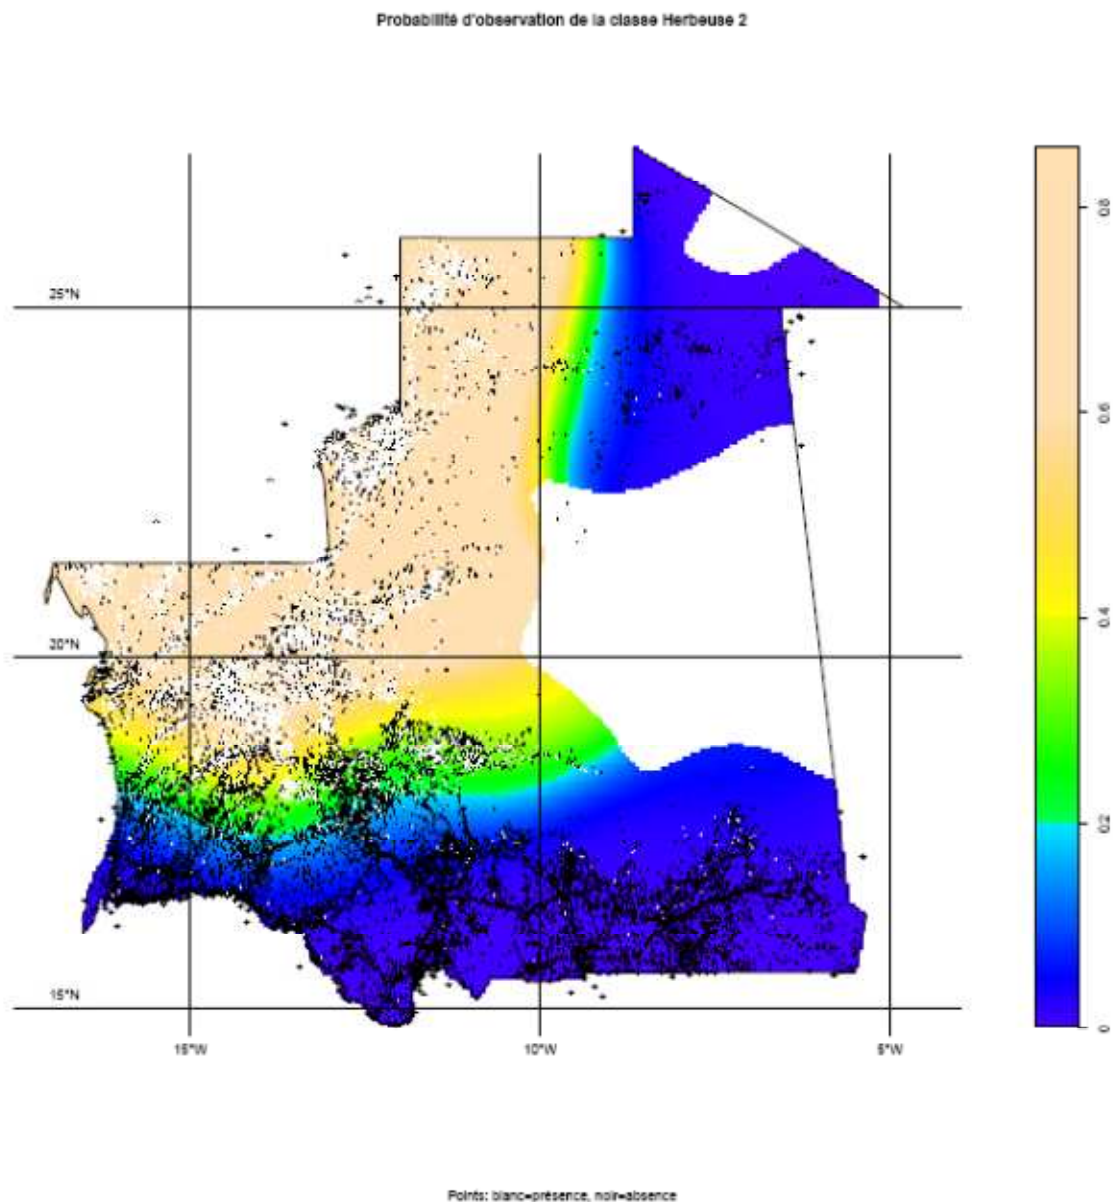 Probabilité d'observation de la classe Herbeuse 2
25°N
20°N
15°N
15°W
10°W
5°W
0.8
0.6
0.4
0.2
0
Points: blanc=présence, noir=absence